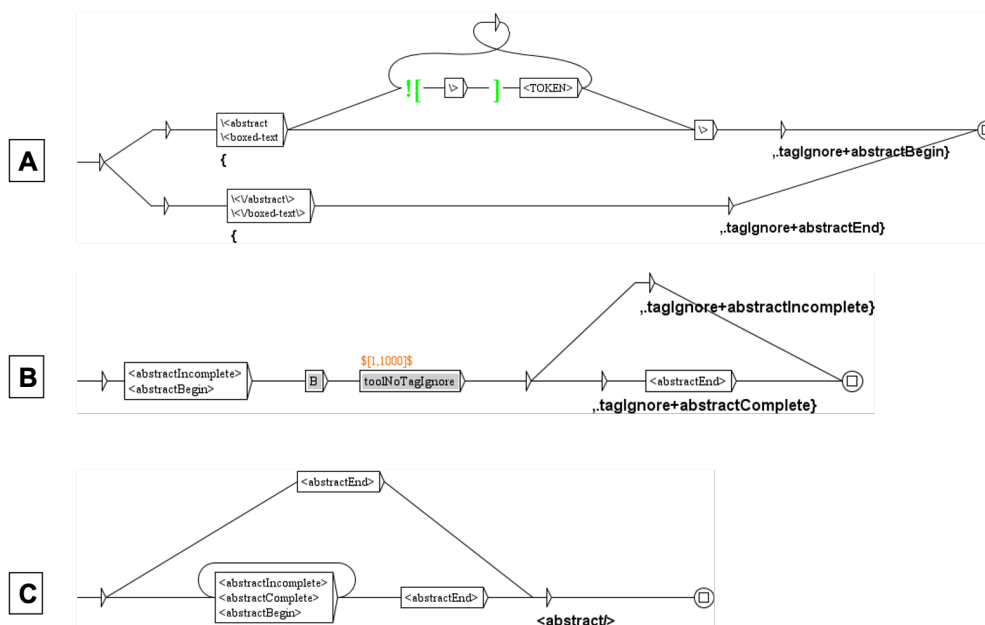 ![
\>
]
<TOKEN>
\<abstract
\<boxed-text
{
\>
,.tagIgnore+abstractBegin}
A
\<\/abstract\>
\<\/boxed-text\>
{
,.tagIgnore+abstractEnd}
,.tagIgnore+abstractIncomplete}
B
<abstractIncomplete>
<abstractBegin>
B
$[1,1000]$
toolNoTagIgnore
<abstractEnd>
,.tagIgnore+abstractComplete}
<abstractEnd>
C
<abstractIncomplete>
<abstractComplete>
<abstractBegin>
<abstractEnd>
<abstract/>